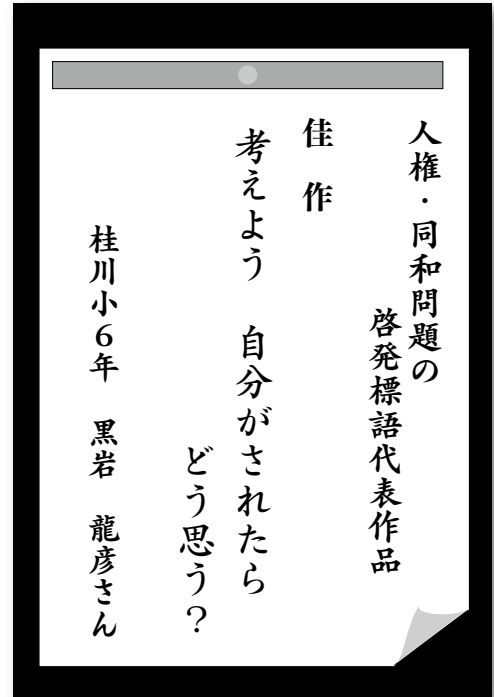 人権・同和問題の
啓発標語代表作品
佳 作
考えよう 自分がされたら
どう思う?
桂川小6年 黒岩 龍彦さん